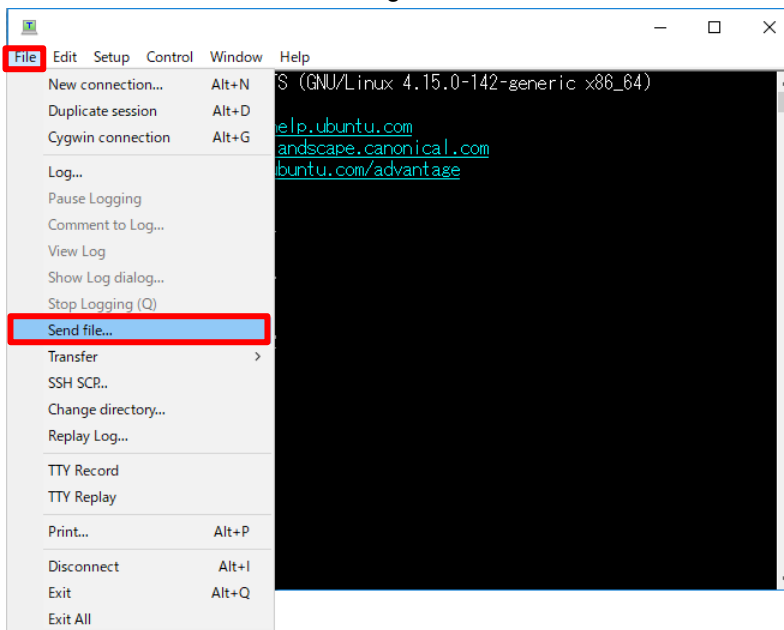 File Edit Setup Control Window Help
New connection... Alt+N
Duplicate session Alt+D
Cygwin connection Alt+G
Log...
Pause Logging
Comment to Log...
View Log
Show Log dialog...
Stop Logging (Q)
Send file...
Transfer >
SSH SCP...
Change directory...
Replay Log...
TTY Record
TTY Replay
Print... Alt+P
Disconnect Alt+I
Exit Alt+Q
Exit All
S (GNU/Linux 4.15.0-142-generic x86_64)
elp.ubuntu.com
andscape.canonical.com
buntu.com/advantage